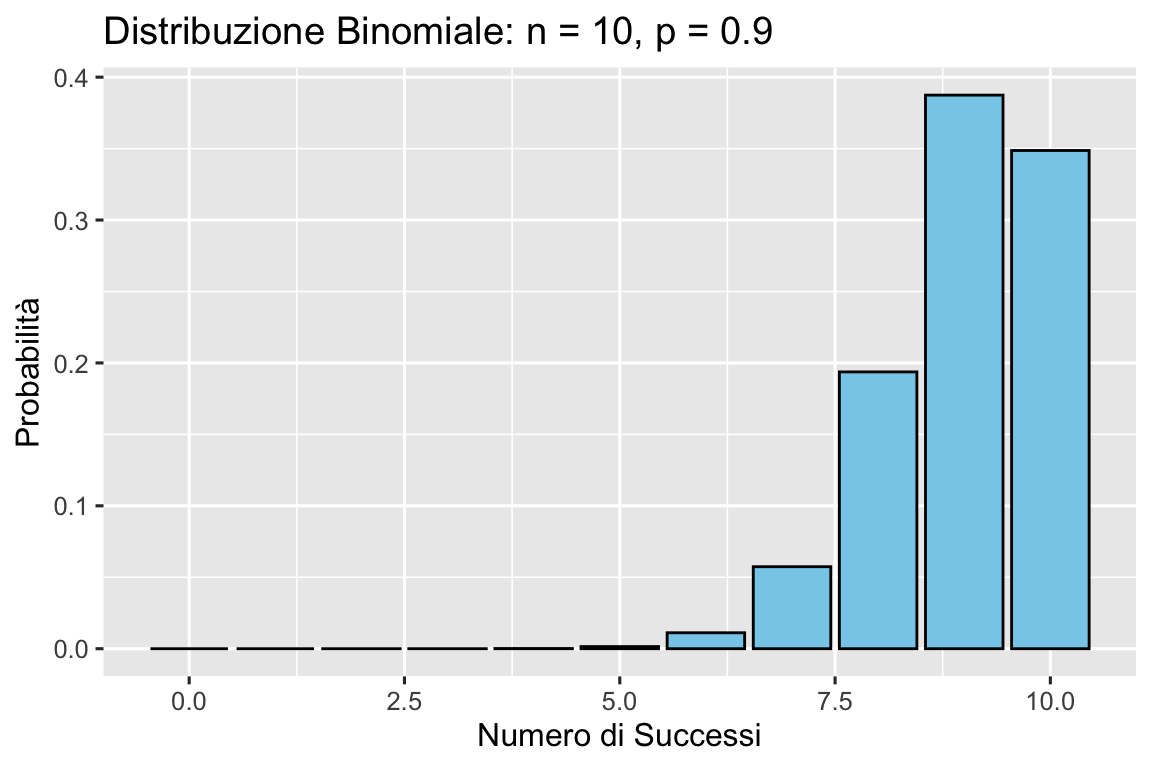 Distribuzione Binomiale: n = 10, p = 0.9
0.4
0.3
0.2
0.1
0.0
Probabilità
0.0 2.5 5.0 7.5 10.0
Numero di Successi